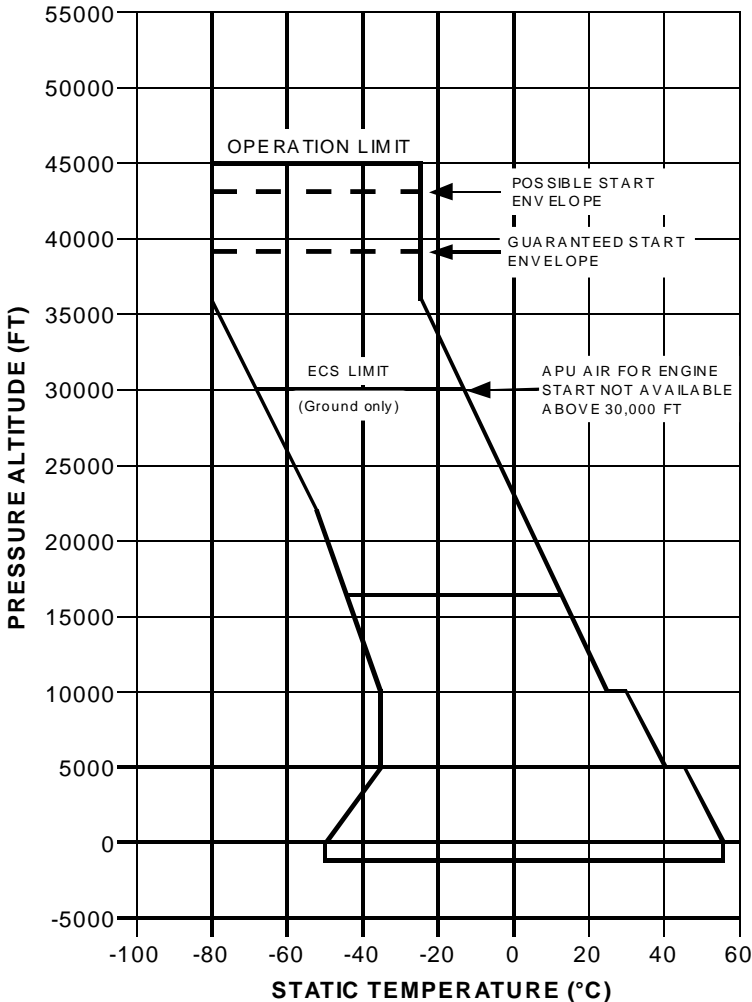 55000
50000
OPERATION LIMIT
45000
POSSIBLE START
ENVELOPE
40000
GUARANTEED START
ENVELOPE
35000
ECS LIMIT
(Ground only)
30000
APU AIR FOR ENGINE
START NOT AVAILABLE
ABOVE 30,000 FT
25000
20000
15000
10000
5000
0
-5000
PRESSURE ALTITUDE (FT)
-100 -80 -60 -40 -20 0 20 40 60
STATIC TEMPERATURE (°C)